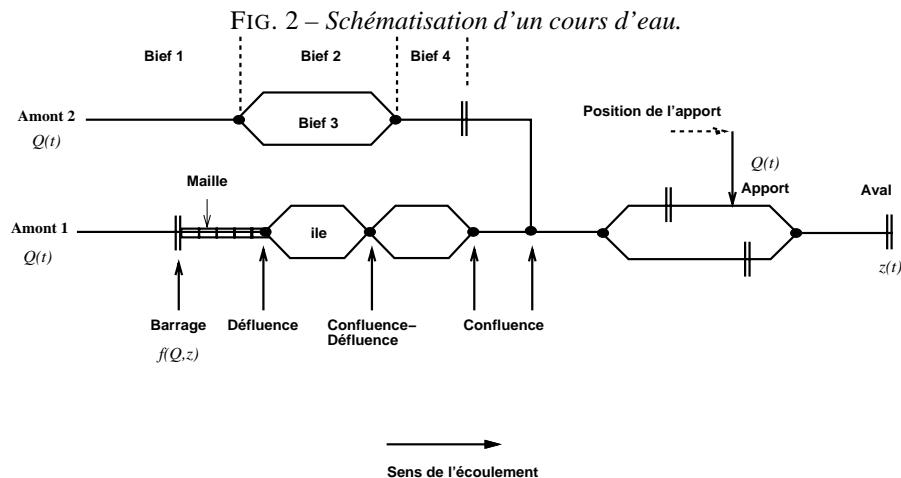 FIG. 2 – Schématisation d'un cours d'eau.
Bief 1
Bief 2
Bief 4
Amont 2
Q(t)
Bief 3
Position de l'apport
Q(t)
Maille
Apport
Aval
Amont 1
Q(t)
ile
z(t)
Barrage
f(Q,z)
Défluence
Confluence–
Défluence
Confluence
Sens de l'écoulement